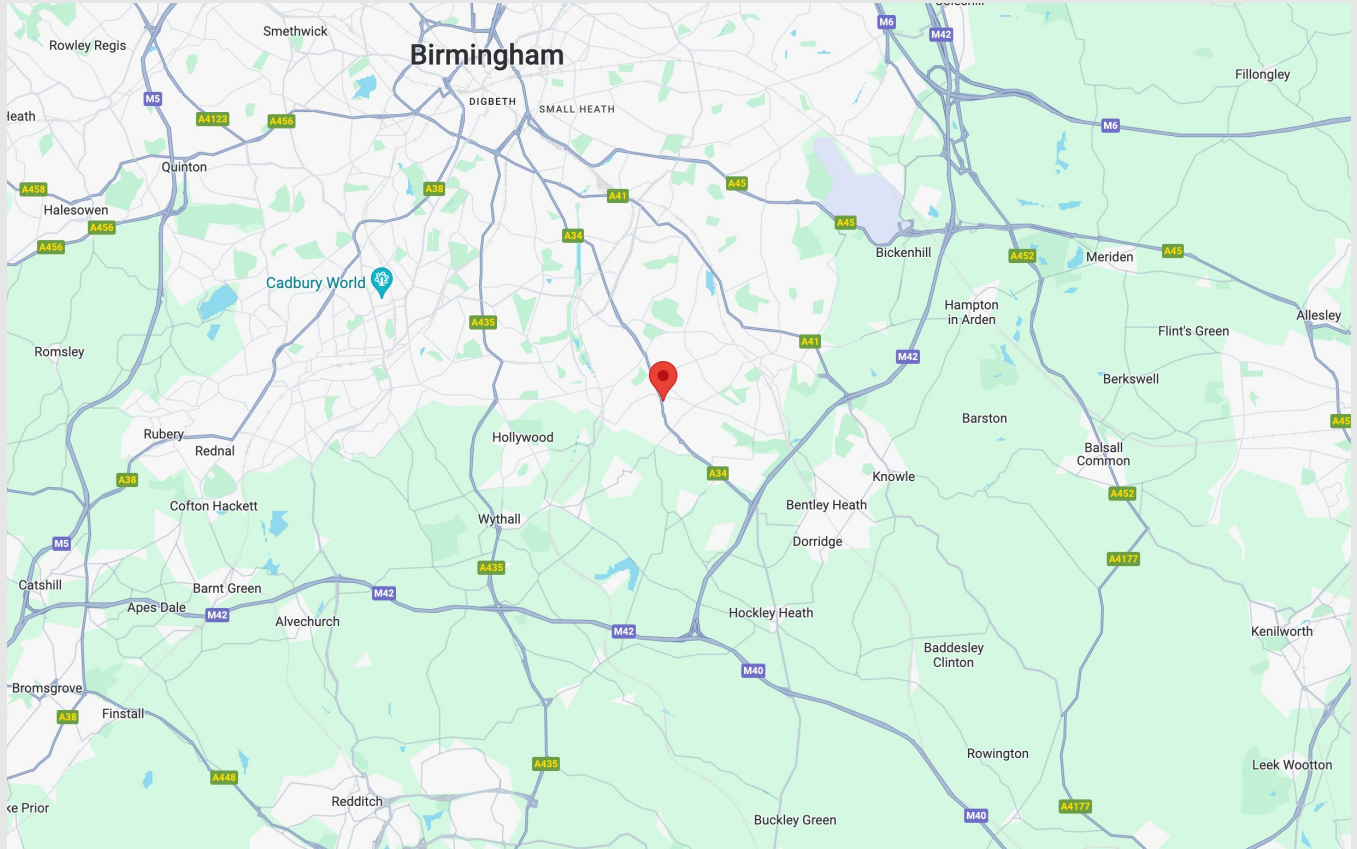 Coleshill
M6
M42
Smethwick
Rowley Regis
Birmingham
Fillongley
M5
DIGBETH
SMALL HEATH
Heath
A4123
A456
M6
Quinton
A458
A38
A41
A45
Halesowen
A456
A456
A34
A45
Bickenhill
A452
Meriden
A45
Cadbury World
Hampton
in Arden
Allesley
A435
Flint's Green
A41
Romsley
M42
Berkswell
Barston
A45
Rubery
Hollywood
Rednal
Balsall
Common
A38
A34
Knowle
A452
Cofton Hackett
Bentley Heath
Wythall
M5
Dorridge
A4177
A435
Catshill
Barnt Green
M42
Apes Dale
M42
Alvechurch
M42
Hockley Heath
Kenilworth
Baddesley
Clinton
M40
Bromsgrove
A38
Finstall
Rowington
A435
Leek Wootton
A448
Redditch
ke Prior
A4177
M40
Buckley Green